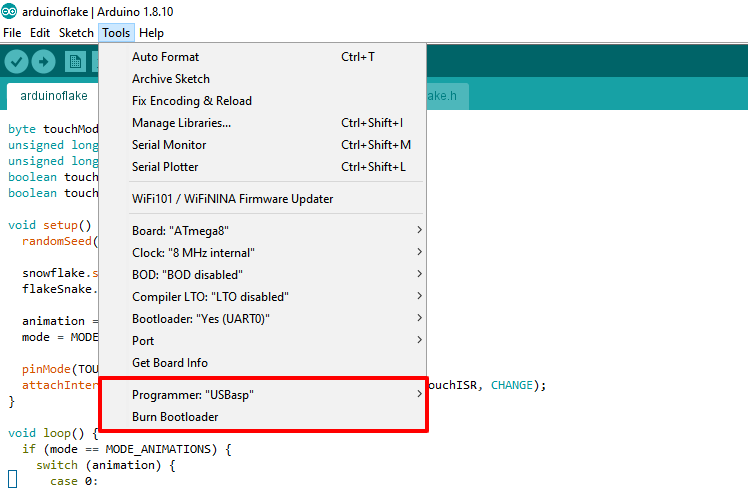 arduinoflake | Arduino 1.8.10
File Edit Sketch Tools Help
arduinoflake
ake.h
Auto Format Ctrl+T
Archive Sketch
Fix Encoding & Reload
Manage Libraries... Ctrl+Shift+I
Serial Monitor Ctrl+Shift+M
Serial Plotter Ctrl+Shift+L
WiFi101 / WiFiNINA Firmware Updater
Board: "ATmega8"
Clock: "8 MHz internal"
BOD: "BOD disabled"
Compiler LTO: "LTO disabled"
Bootloader: "Yes (UART0)"
Port
Get Board Info
Programmer: "USBasp"
Burn Bootloader
byte touchMod
unsigned long
unsigned long
boolean touch
boolean touch
void setup()
randomSeed(
snowflake.s
flakeSnake.
animation =
mode = MODE
pinMode(TOU
attachInter ouchISR, CHANGE);
}
void loop() {
if (mode == MODE_ANIMATIONS) {
switch (animation) {
case 0: